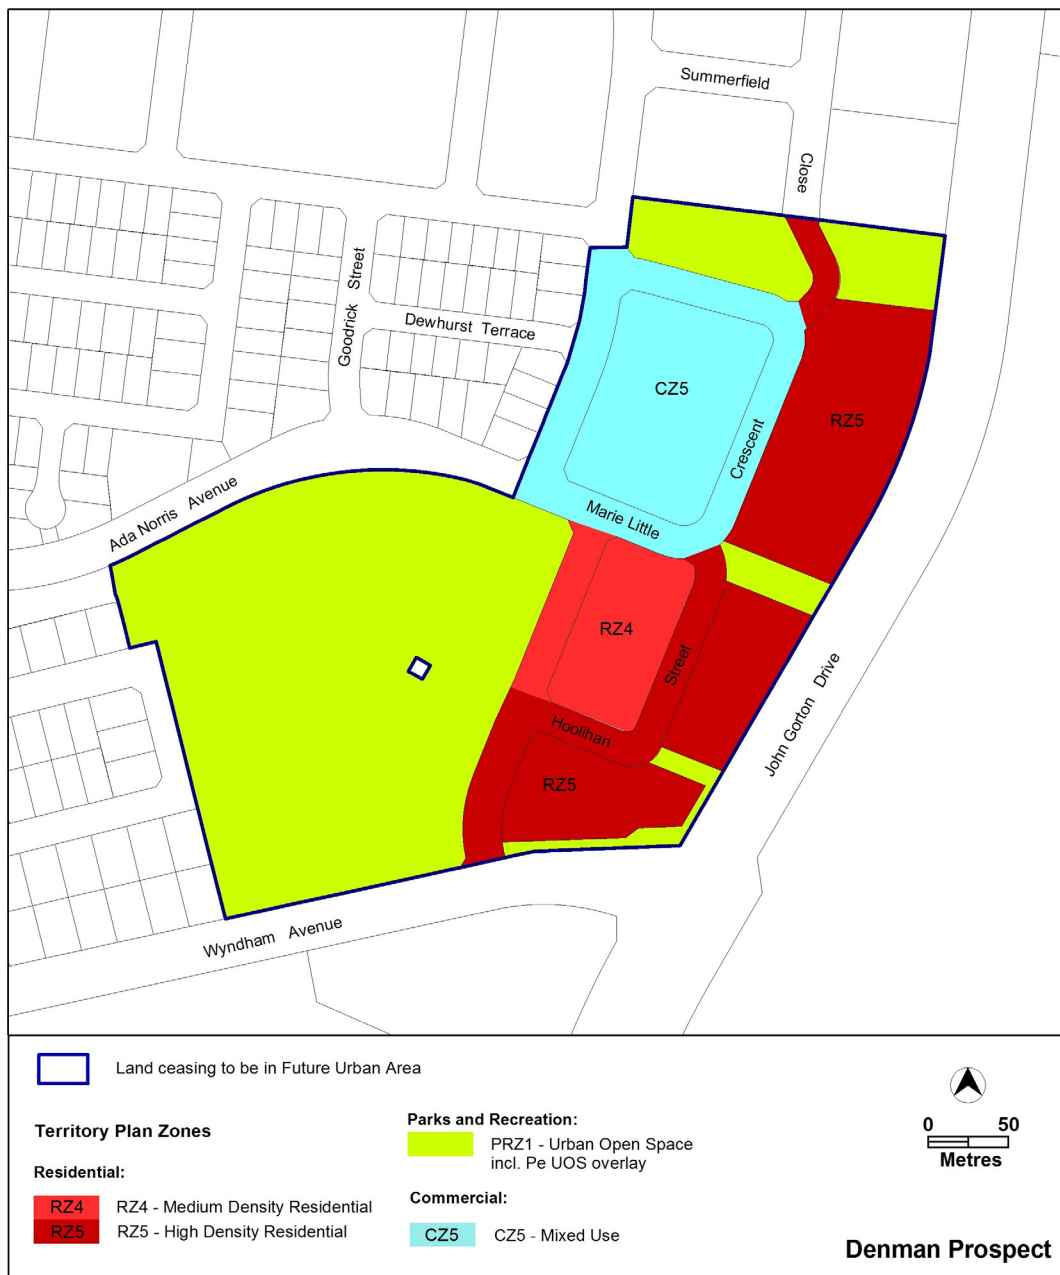 Summerfield
Close
Goodrick Street
Dewhurst Terrace
CZ5
RZ5
Crescent
Marie Little
Ada Norris Avenue
RZ4
Street
Hoolihan
John Gorton Drive
RZ5
Wyndham Avenue
Land ceasing to be in Future Urban Area
Territory Plan Zones
Residential:
RZ4 RZ4 - Medium Density Residential
RZ5 RZ5 - High Density Residential
Parks and Recreation:
PRZ1 - Urban Open Space
incl. Pe UOS overlay
Commercial:
CZ5 CZ5 - Mixed Use
0 50
Metres
Denman Prospect